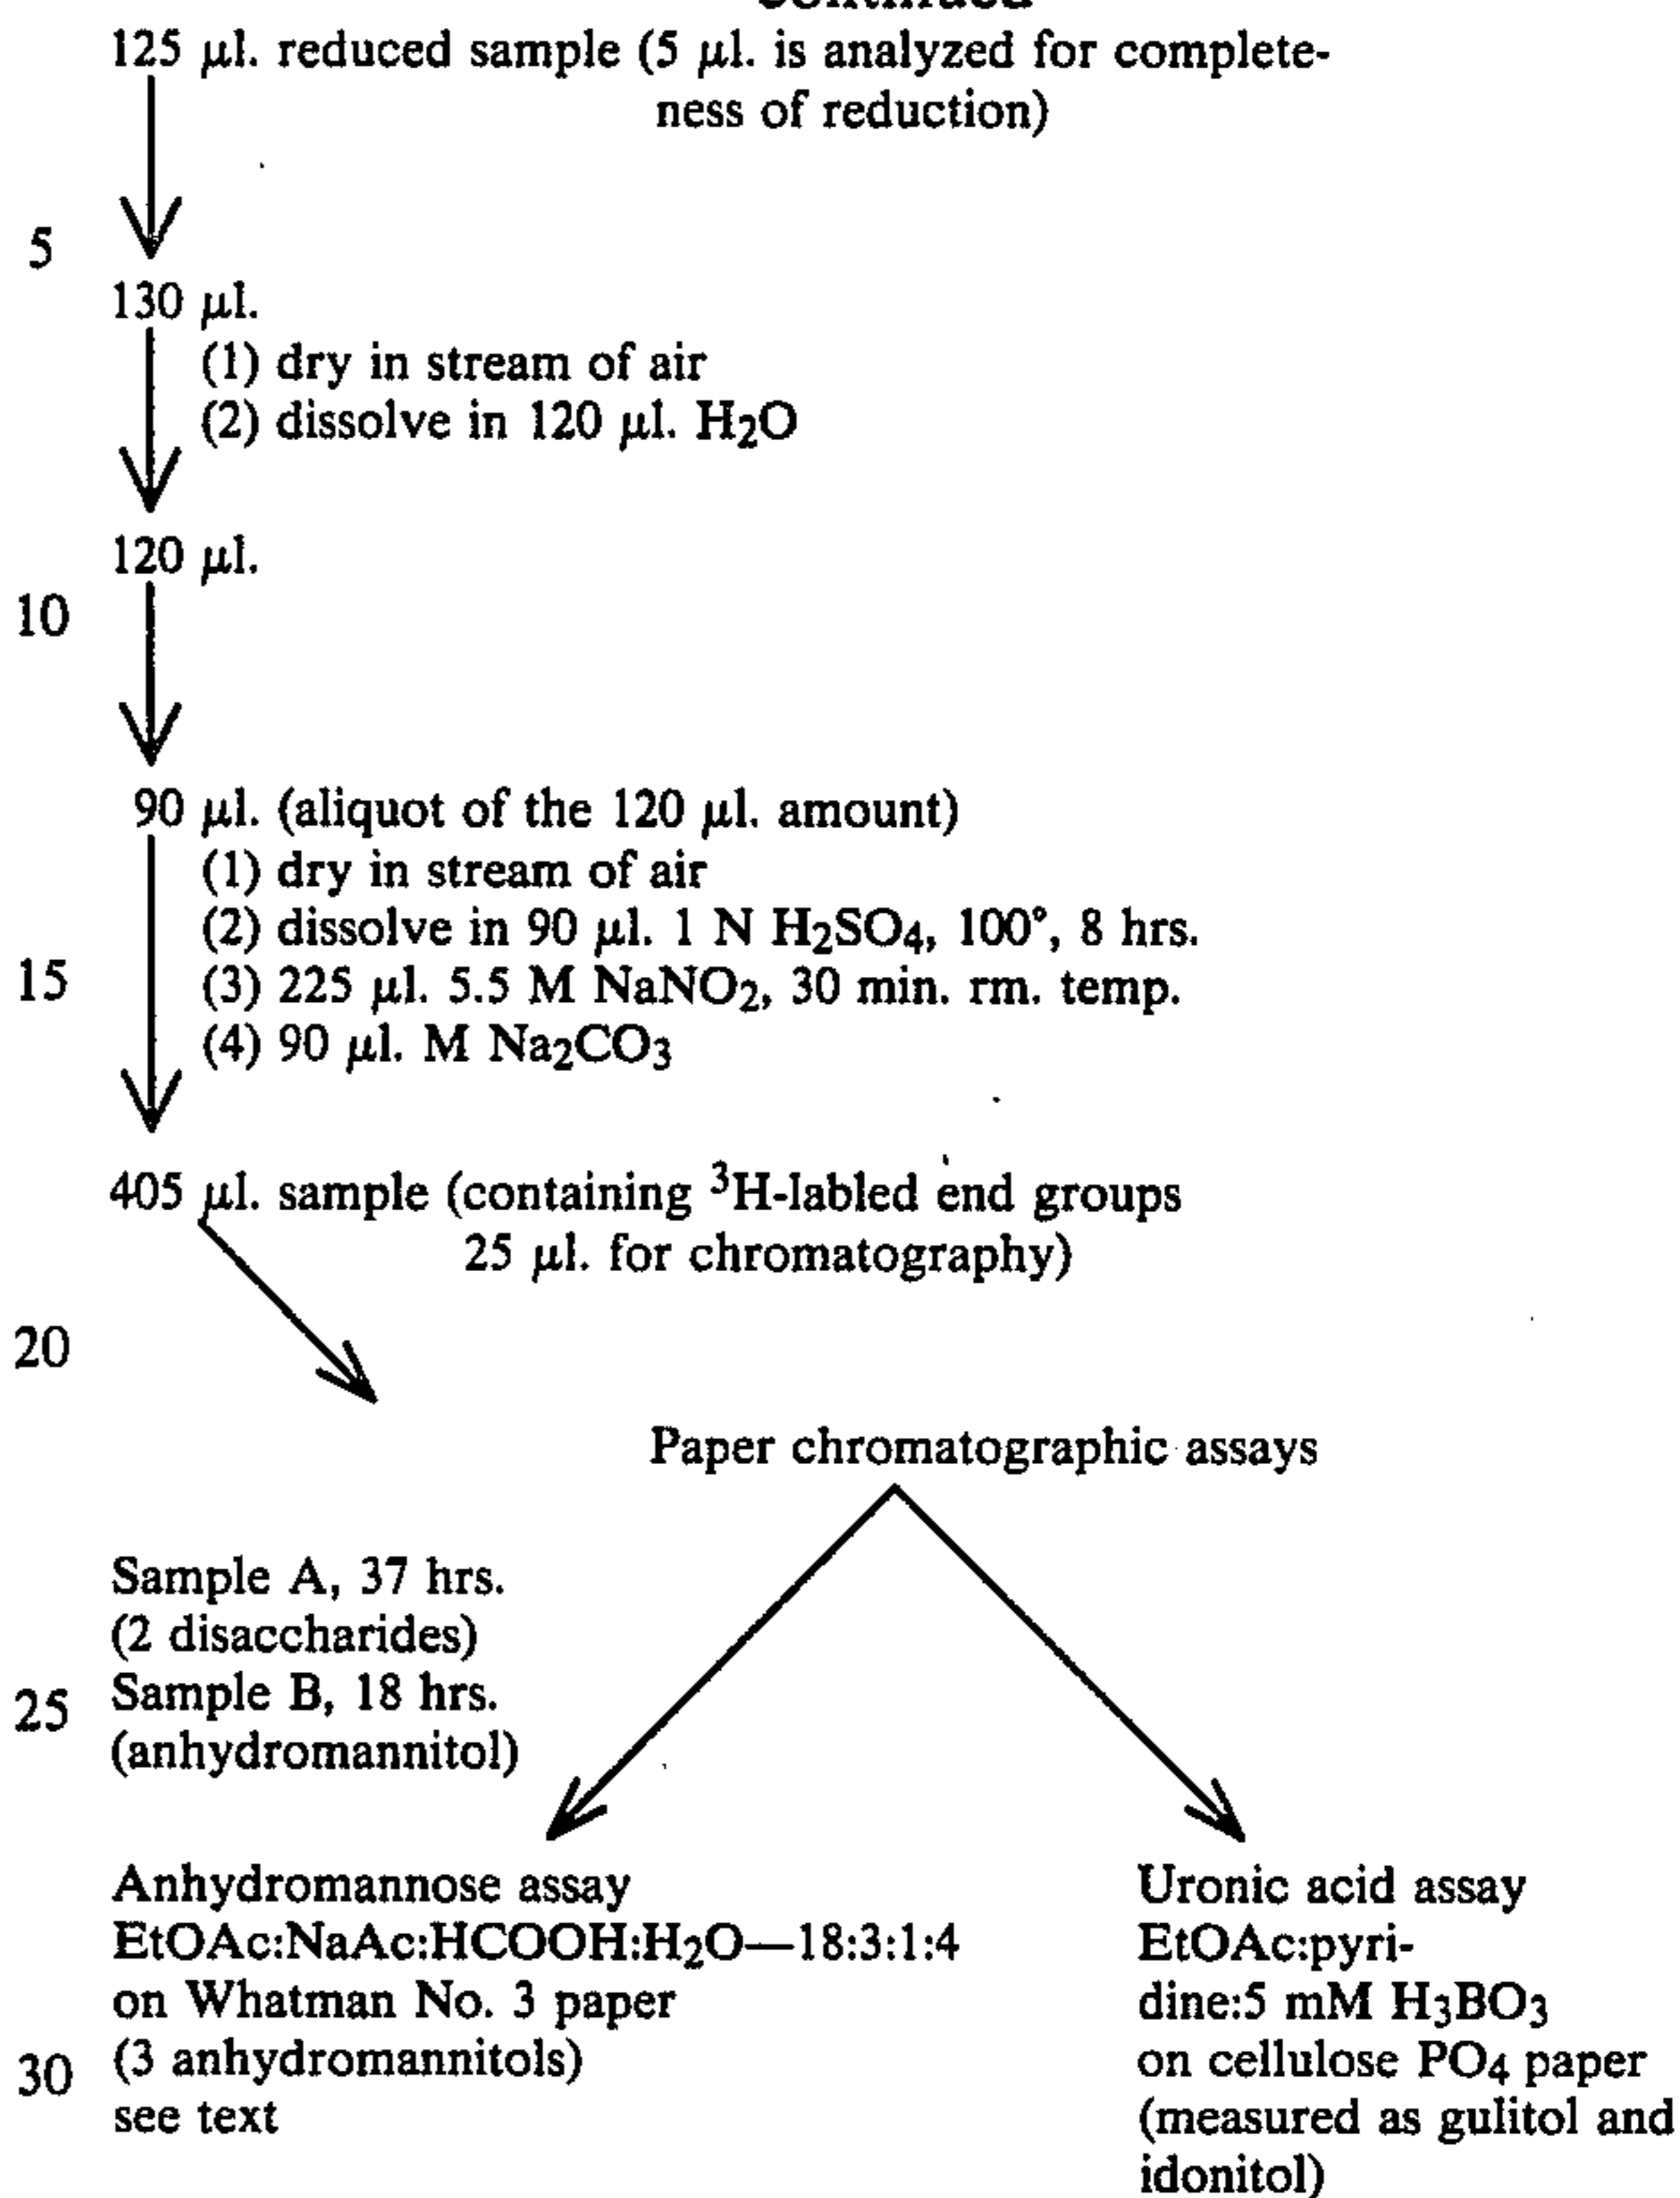 continued
125 μl. reduced sample (5 μl. is analyzed for complete-
ness of reduction)
5
130 μl.
(1) dry in stream of air
(2) dissolve in 120 μl. H₂O
120 μl.
10
90 μl. (aliquot of the 120 μl. amount)
(1) dry in stream of air
(2) dissolve in 90 μl. 1 N H₂SO₄, 100°, 8 hrs.
15 (3) 225 μl. 5.5 M NaNO₂, 30 min. rm. temp.
(4) 90 μl. M Na₂CO₃
405 μl. sample (containing ³H-labled end groups
25 μl. for chromatography)
20
Paper chromatographic assays
Sample A, 37 hrs.
(2 disaccharides)
25 Sample B, 18 hrs.
(anhydromannitol)
Anhydromannose assay
EtOAc:NaAc:HCOOH:H₂O—18:3:1:4
on Whatman No. 3 paper
30 (3 anhydromannitols)
see text
Uronic acid assay
EtOAc:pyri-
dine:5 mM H₃BO₃
on cellulose PO₄ paper
(measured as gulitol and
idonitol)